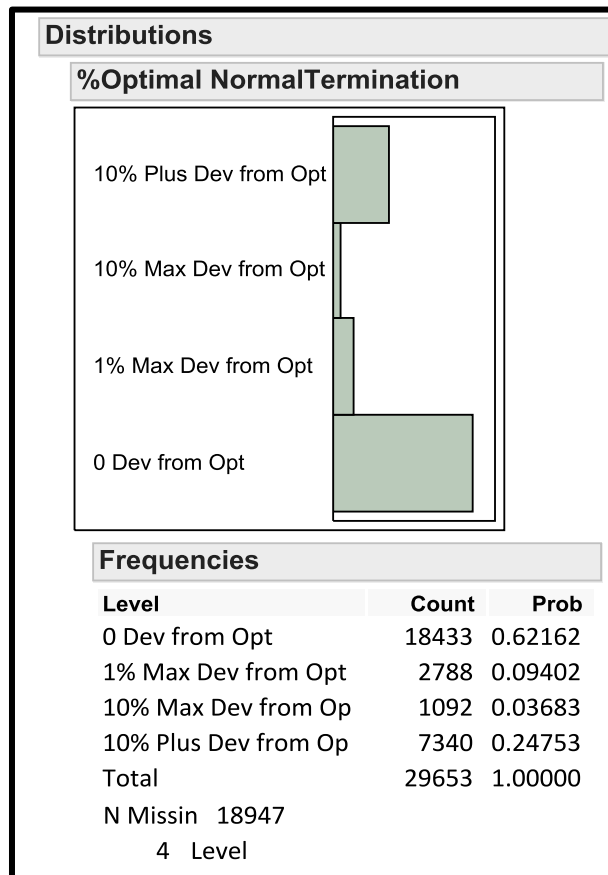 Distributions
%Optimal NormalTermination
10% Plus Dev from Opt
10% Max Dev from Opt
1% Max Dev from Opt
0 Dev from Opt
Frequencies
Level Count Prob
0 Dev from Opt 18433 0.62162
1% Max Dev from Opt 2788 0.09402
10% Max Dev from Op 1092 0.03683
10% Plus Dev from Op 7340 0.24753
Total 29653 1.00000
N Missin 18947
4 Level